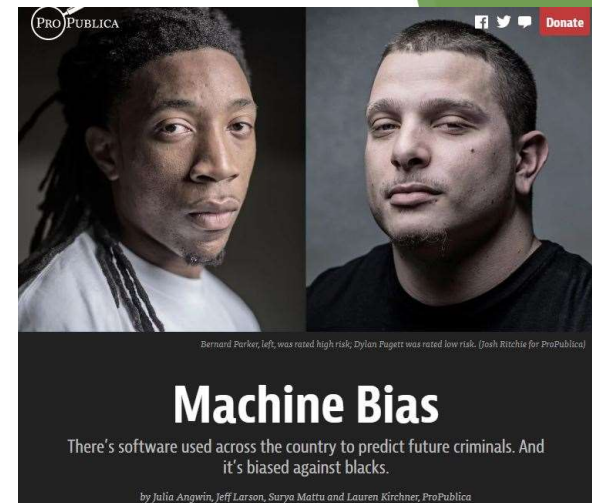 PRO PUBLICA
Donate
Bernard Parker, left, was rated high risk; Dylan Fugett was rated low risk. (Josh Ritchie for ProPublica)
Machine Bias
There's software used across the country to predict future criminals. And
it's biased against blacks.
by Julia Angwin, Jeff Larson, Surya Mattu and Lauren Kirchner, ProPublica